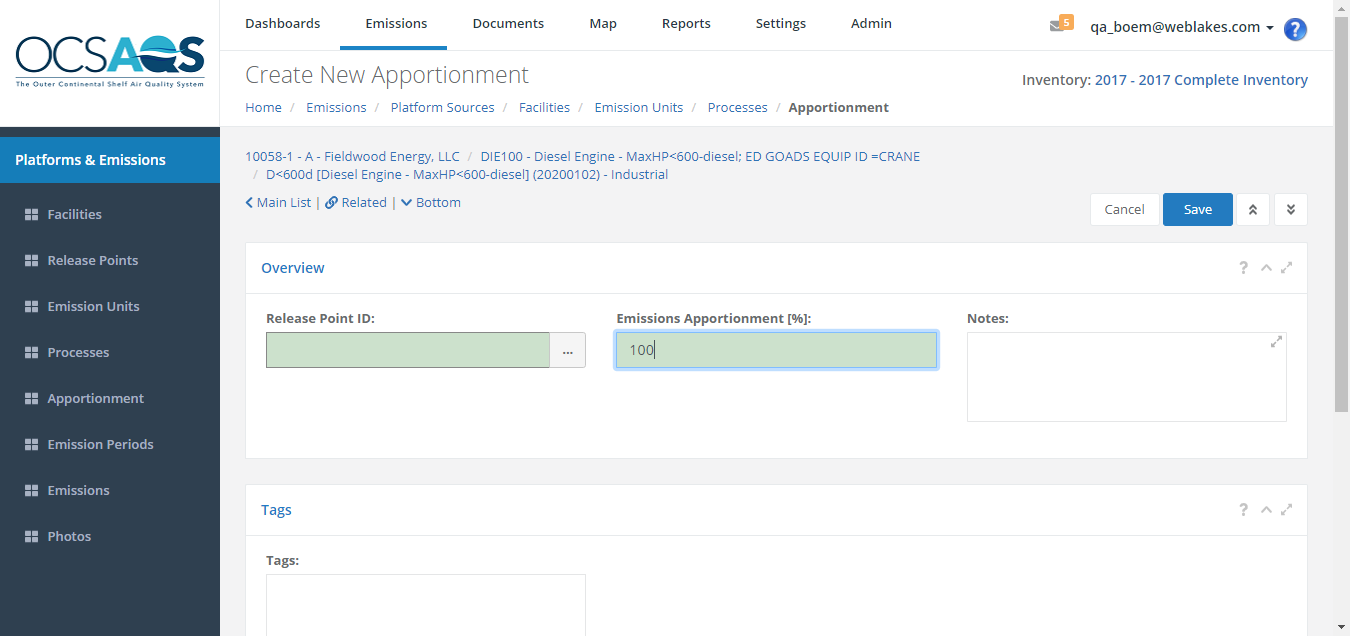 Dashboards Emissions Documents Map Reports Settings Admin 5 qa_boem@weblakes.com ?
OCSAQS
The Outer Continental Shelf Air Quality System
Create New Apportionment
Inventory: 2017 - 2017 Complete Inventory
Home / Emissions / Platform Sources / Facilities / Emission Units / Processes / Apportionment
Platforms & Emissions
Facilities
Release Points
Emission Units
Processes
Apportionment
Emission Periods
Emissions
Photos
10058-1 - A - Fieldwood Energy, LLC / DIE100 - Diesel Engine - MaxHP<600-diesel; ED GOADS EQUIP ID =CRANE
/ D<600d [Diesel Engine - MaxHP<600-diesel] (20200102) - Industrial
Main List | Related | Bottom
Cancel Save
Overview ?
Release Point ID: Emissions Apportionment [%]: Notes:
... 100
Tags ?
Tags: